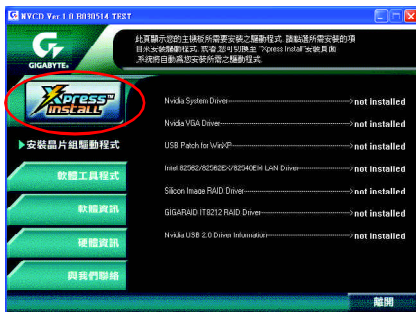 NVCD Ver.1.0 B030514 TEST
GIGABYTE™
此頁顯示您的主機板所需要安裝之驅動程式. 請點選所需安裝的項
目來安裝驅動程式. 或者,您可切換至 "Xpress Install"安裝頁面
,系統將自動為您安裝所需之驅動程式.
Xpress™
INSTALL
安裝晶片組驅動程式
軟體工具程式
軟體資訊
硬體資訊
與我們聯絡
Nvidia System Driver not installed
Nvidia VGA Driver not installed
USB Patch for WinXP not installed
Intel 82562/82562EX/82540EM LAN Driver not installed
Silicon Image RAID Driver not installed
GIGARAID IT8212 RAID Driver not installed
Nvidia USB 2.0 Driver Information not installed
離開